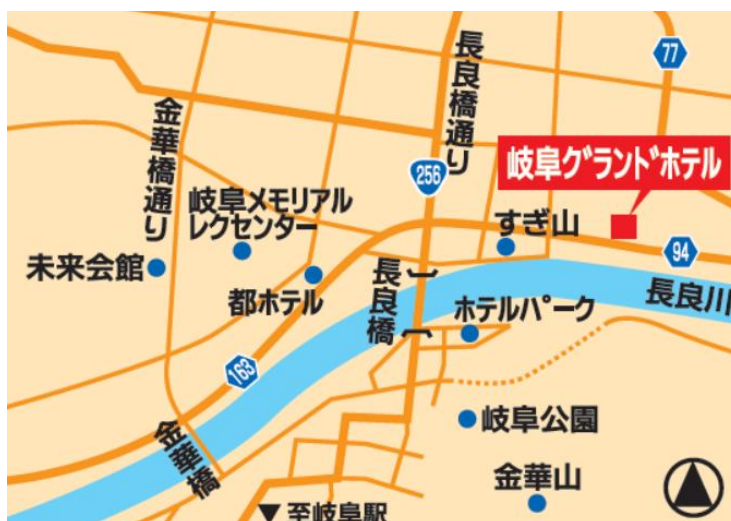 長良橋通り
77
金華橋通り
256
岐阜グランドホテル
岐阜メモリアル
レクセンター
すぎ山
94
未来会館
都ホテル
長良橋
ホテルパーク
長良川
163
金華橋
岐阜公園
金華山
▼至岐阜駅